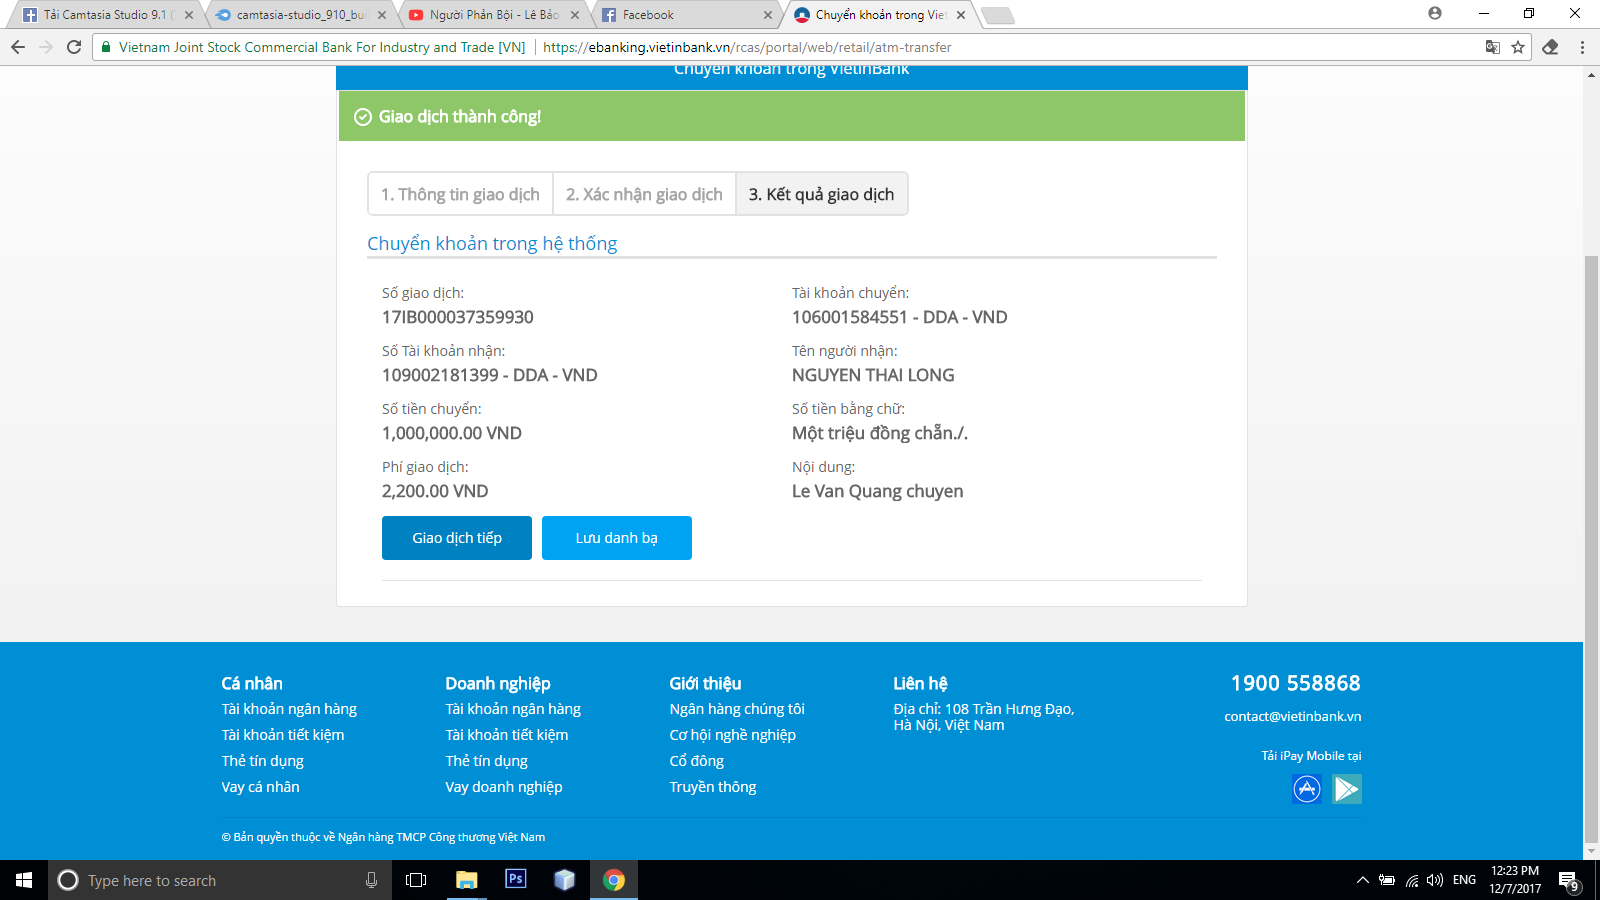 Tải Camtasia Studio 9.1 (
camtasia-studio_910_bui
Người Phản Bội - Lê Bảo
Facebook
Chuyển khoản trong Viet
Vietnam Joint Stock Commercial Bank For Industry and Trade [VN]
https://ebanking.vietinbank.vn/rcas/portal/web/retail/atm-transfer
Chuyển khoản trong VietinBank
Giao dịch thành công!
1. Thông tin giao dịch
2. Xác nhận giao dịch
3. Kết quả giao dịch
Chuyển khoản trong hệ thống
Số giao dịch:
17IB000037359930
Tài khoản chuyển:
106001584551 - DDA - VND
Số Tài khoản nhận:
109002181399 - DDA - VND
Tên người nhận:
NGUYEN THAI LONG
Số tiền chuyển:
1,000,000.00 VND
Số tiền bằng chữ:
Một triệu đồng chẵn./.
Phí giao dịch:
2,200.00 VND
Nội dung:
Le Van Quang chuyen
Giao dịch tiếp
Lưu danh bạ
Cá nhân
Tài khoản ngân hàng
Tài khoản tiết kiệm
Thẻ tín dụng
Vay cá nhân
Doanh nghiệp
Tài khoản ngân hàng
Tài khoản tiết kiệm
Thẻ tín dụng
Vay doanh nghiệp
Giới thiệu
Ngân hàng chúng tôi
Cơ hội nghề nghiệp
Cổ đông
Truyền thông
Liên hệ
Địa chỉ: 108 Trần Hưng Đạo,
Hà Nội, Việt Nam
1900 558868
contact@vietinbank.vn
Tải iPay Mobile tại
© Bản quyền thuộc về Ngân hàng TMCP Công thương Việt Nam
Type here to search
Ps
ENG
12:23 PM
12/7/2017
9